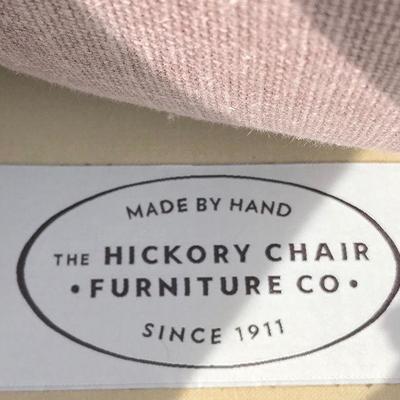 MADE BY HAND
THE HICKORY CHAIR
• FURNITURE CO •
SINCE 1911